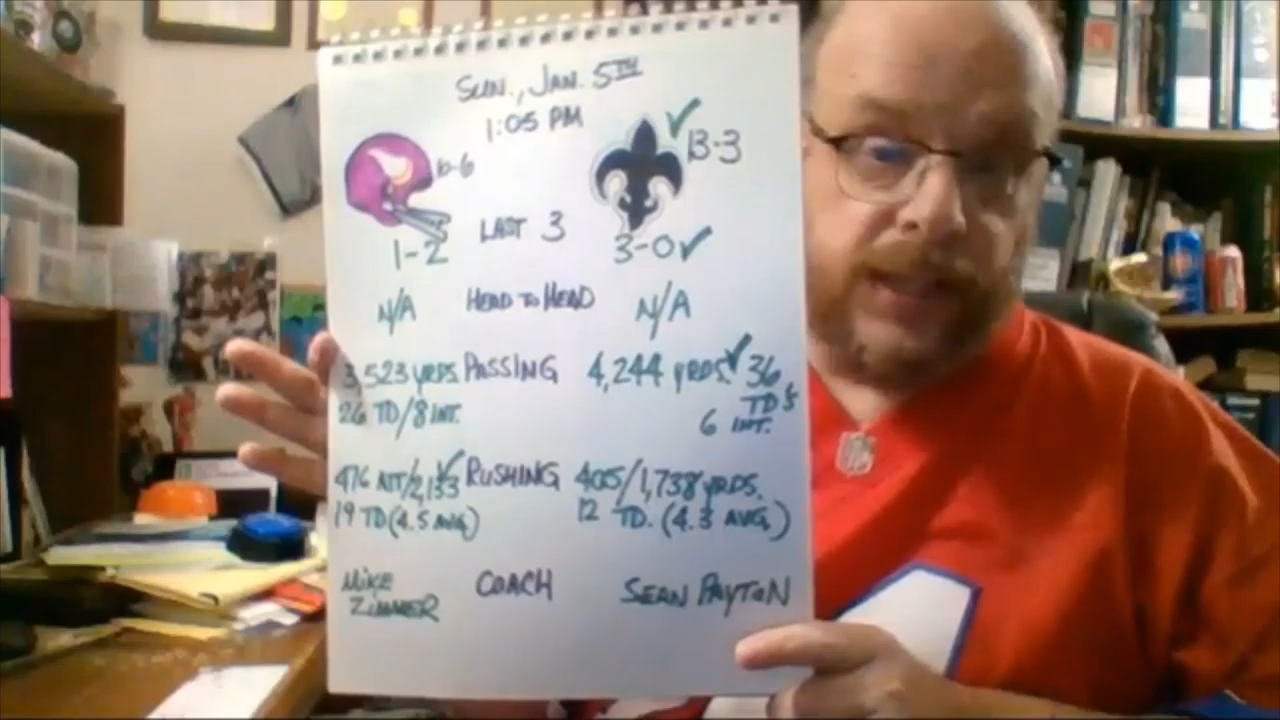 SUN., JAN. 5TH
1:05 PM
10-6
13-3
1-2 LAST 3 3-0
N/A HEAD TO HEAD N/A
3,523 YRDS. PASSING 4,244 YRDS. 36
TD'S
26 TD/8 INT. 6 INT.
476 ATT/2,133 RUSHING 405/1,738 YRDS.
19 TD (4.5 AVG) 12 TD. (4.3 AVG.)
MIKE COACH SEAN PAYTON
ZIMMER
NFL